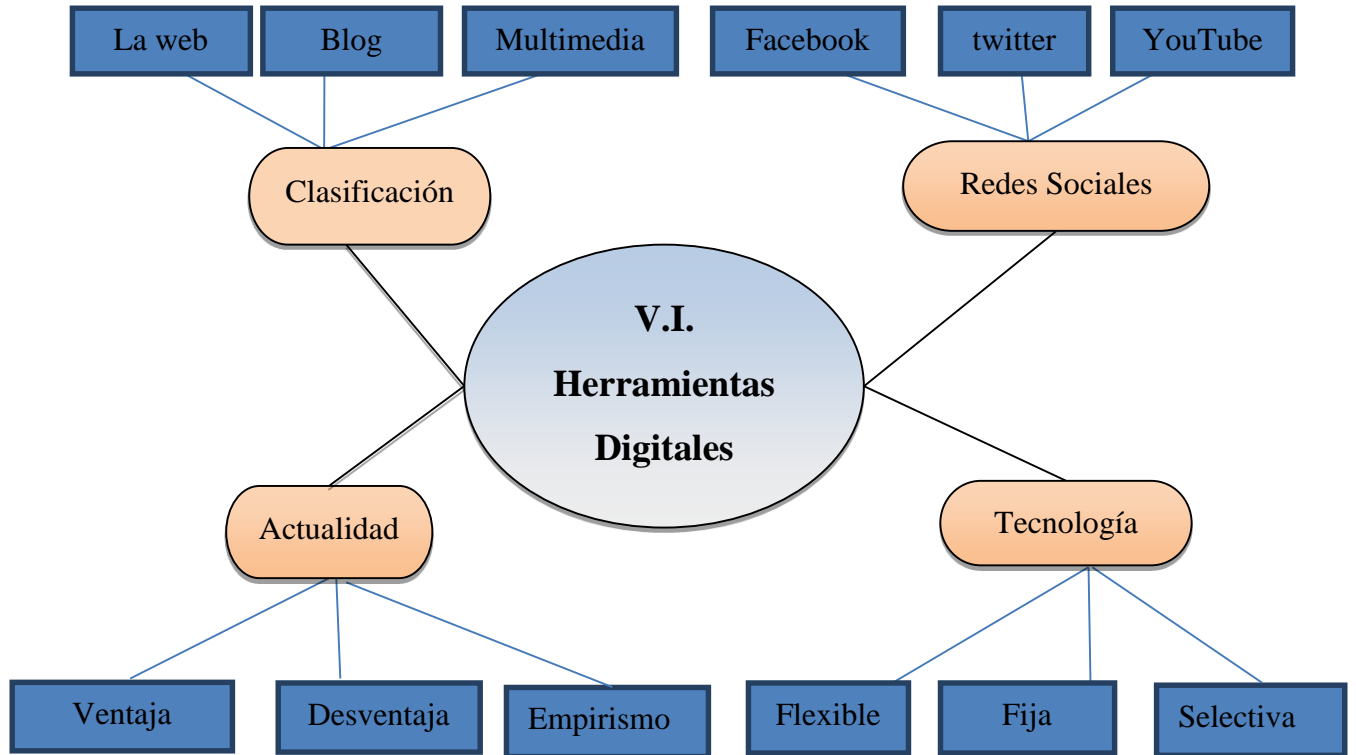 La web
Blog
Multimedia
Facebook
twitter
YouTube
Clasificación
Redes Sociales
V.I.
Herramientas
Digitales
Actualidad
Tecnología
Ventaja
Desventaja
Empirismo
Flexible
Fija
Selectiva